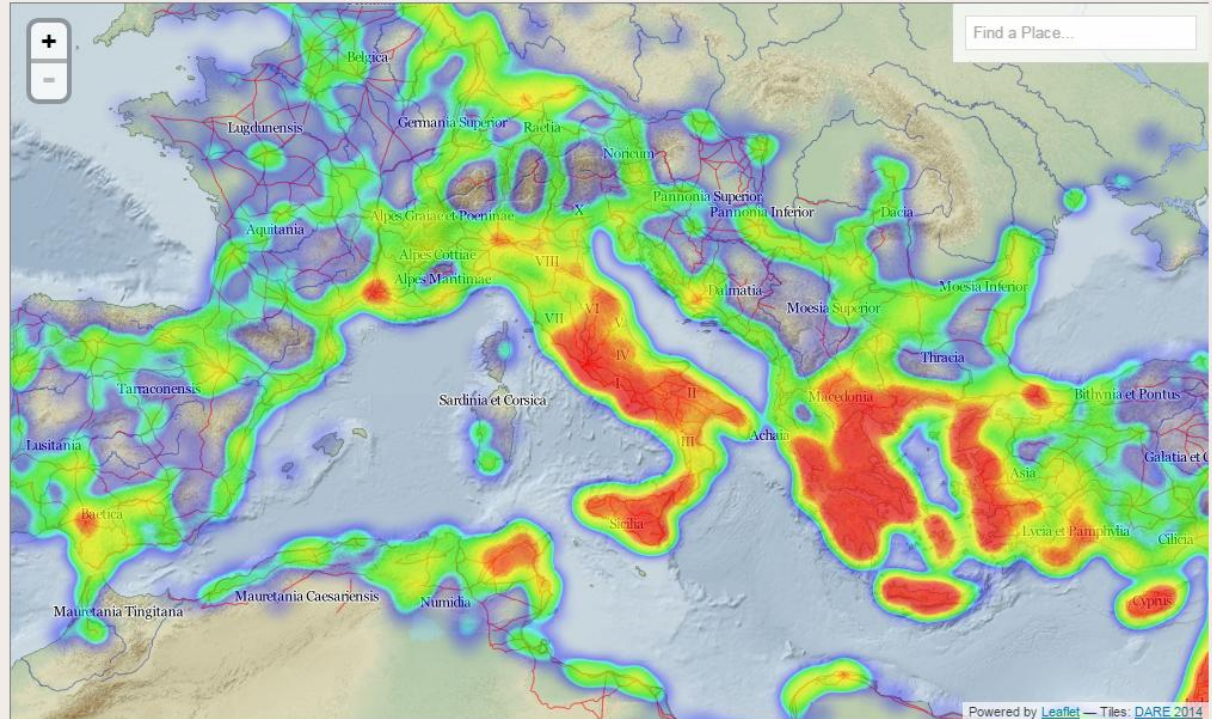 +
Find a Place...
−
Belgica
Lugdunensis
Germania Superior
Raetia
Noricum
Pannonia Superior
Alpes Graiae et Poeninae
X
Pannonia Inferior
Dacia
Aquitania
Alpes Cottiae
VIII
Alpes Maritimae
Dalmatia
Moesia Inferior
Moesia Superior
VII
VI
V
IV
Thracia
Tarraconensis
Sardinia et Corsica
I
II
Macedonia
Bithynia et Pontus
Lusitania
III
Achaia
Galatia et C
Asia
Baetica
Sicilia
Lycia et Pamphylia
Cilicia
Mauretania Caesariensis
Numidia
Cyprus
Mauretania Tingitana
Powered by Leaflet — Tiles: DARE 2014